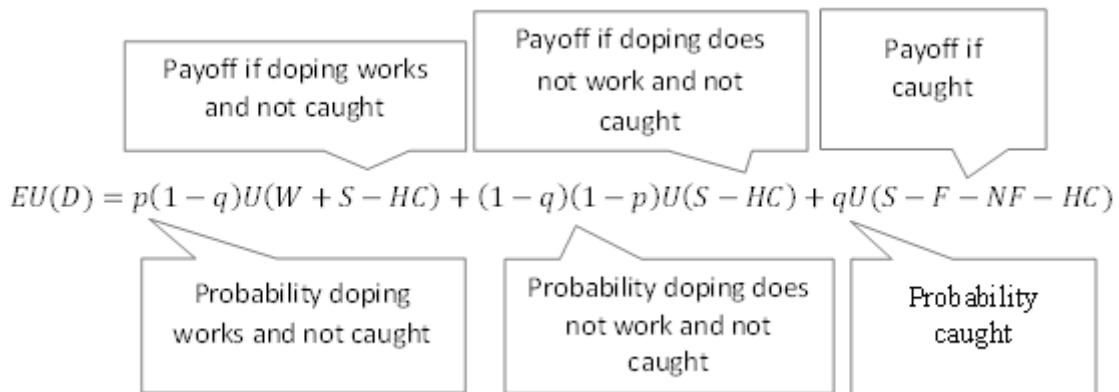 Payoff if doping works
and not caught
Payoff if doping does
not work and not
caught
Payoff if
caught
EU(D) = p(1 − q)U(W + S − HC) + (1 − q)(1 − p)U(S − HC) + qU(S − F − NF − HC)
Probability doping
works and not caught
Probability doping does
not work and not
caught
Probability
caught